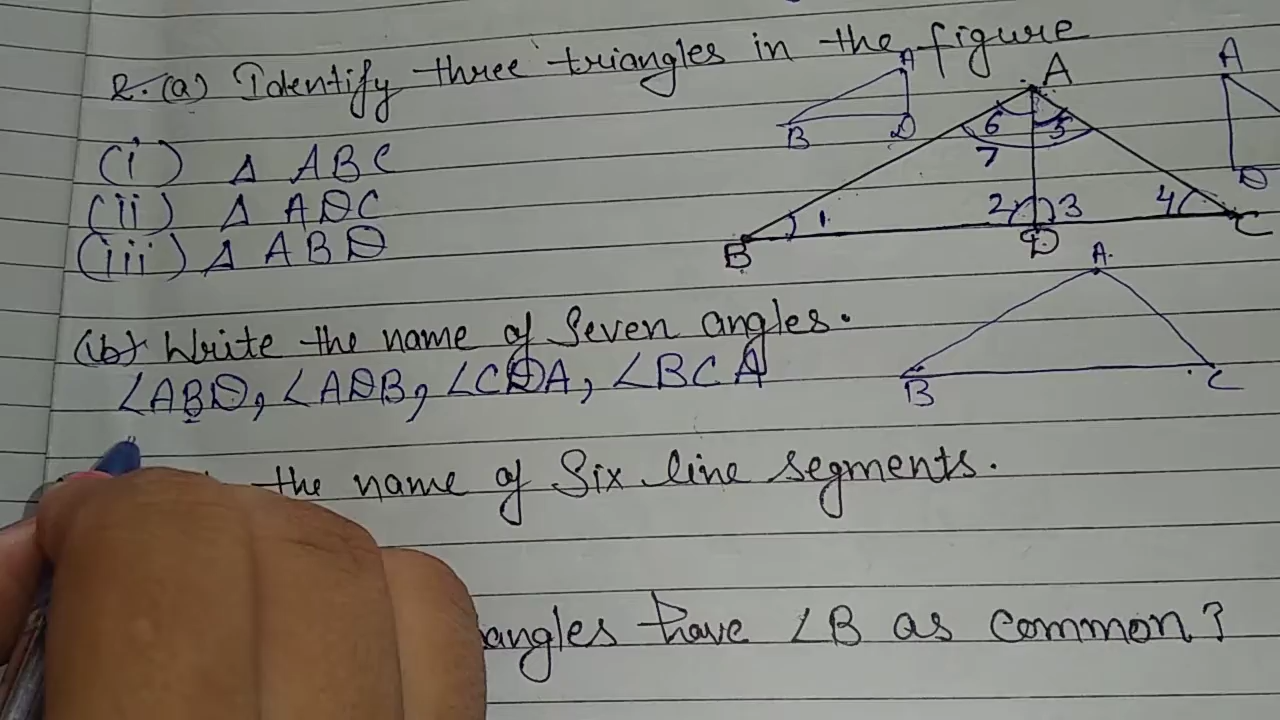 2. (a) Identify three triangles in the figure
(i) Δ ABC
(ii) Δ ADC
(iii) Δ ABD
A
B
D
A
6
5
7
2
3
4
1
B
D
C
A
D
(b) Write the name of Seven angles.
∠ABD, ∠ADB, ∠CDA, ∠BCA
A
B
C
the name of Six line segments.
angles have ∠B as common?